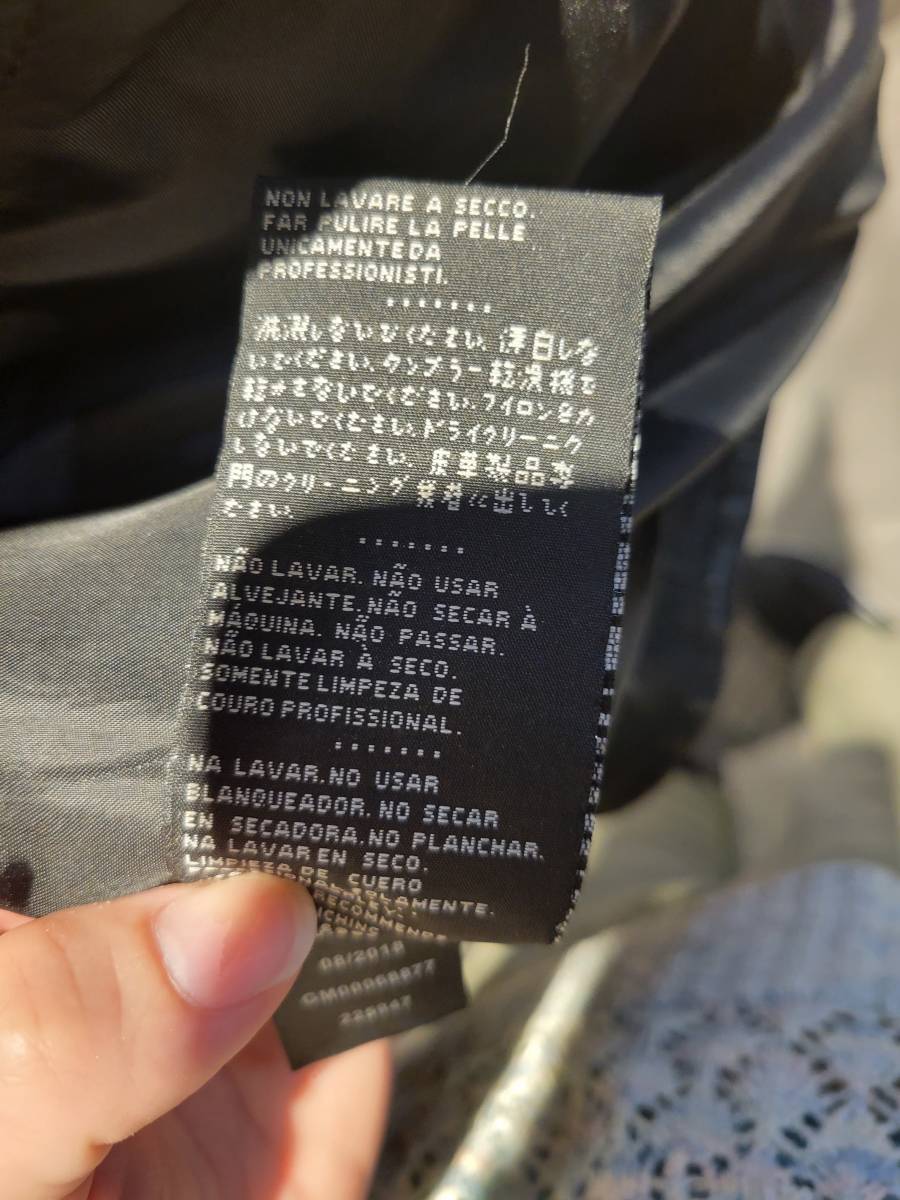 NON LAVARE A SECCO.
FAR PULIRE LA PELLE
UNICAMENTEDA
PROFESSIONISTI.
.......
洗濯しないでください、漂白しな
いでください、タンブラー乾燥機で
乾かさないでください、アイロンをか
けないでください、ドライクリーニング
しないでください、皮革製品専
門のクリーニング業者に出してく
ださい。
.......
NÃO LAVAR. NÃO USAR
ALVEJANTE.NÃO SECAR À
MÁQUINA. NÃO PASSAR.
NÃO LAVAR À SECO.
SOMENTE LIMPEZA DE
COURO PROFISSIONAL.
.......
NA LAVAR.NO USAR
BLANQUEADOR. NO SECAR
EN SECADORA.NO PLANCHAR.
NA LAVAR EN SECO.
LIMPIEZA DE CUERO
SOLAMENTE.
08/2018